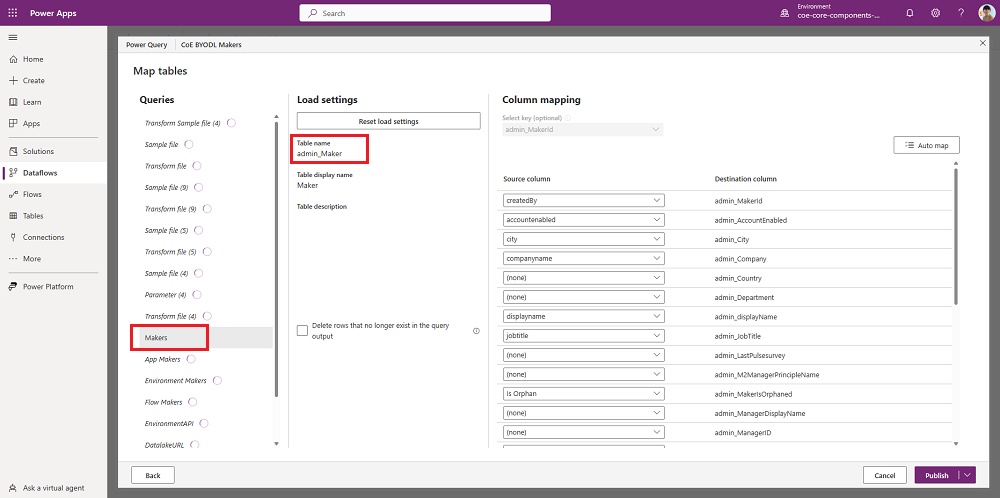 Power Apps
Search
Environment
coe-core-components-...
Home
Create
Learn
Apps
Solutions
Dataflows
Flows
Tables
Connections
More
Power Platform
Ask a virtual agent
Power Query
CoE BYODL Makers
Map tables
Queries
Transform Sample file (4)
Sample file
Transform file
Sample file (9)
Transform file (9)
Sample file (5)
Transform file (5)
Sample file (4)
Parameter (4)
Transform file (4)
Makers
App Makers
Environment Makers
Flow Makers
EnvironmentAPI
DatalakeURL
Load settings
Reset load settings
Table name
admin_Maker
Table display name
Maker
Table description
Delete rows that no longer exist in the query
output
Column mapping
Select key (optional)
admin_MakerId
Auto map
Source column Destination column
createdBy admin_MakerId
accountenabled admin_AccountEnabled
city admin_City
companyname admin_Company
(none) admin_Country
(none) admin_Department
displayname admin_displayName
jobtitle admin_JobTitle
(none) admin_LastPulsesurvey
(none) admin_M2ManagerPrincipleName
Is Orphan admin_MakerIsOrphaned
(none) admin_ManagerDisplayName
(none) admin_ManagerID
Back
Cancel
Publish